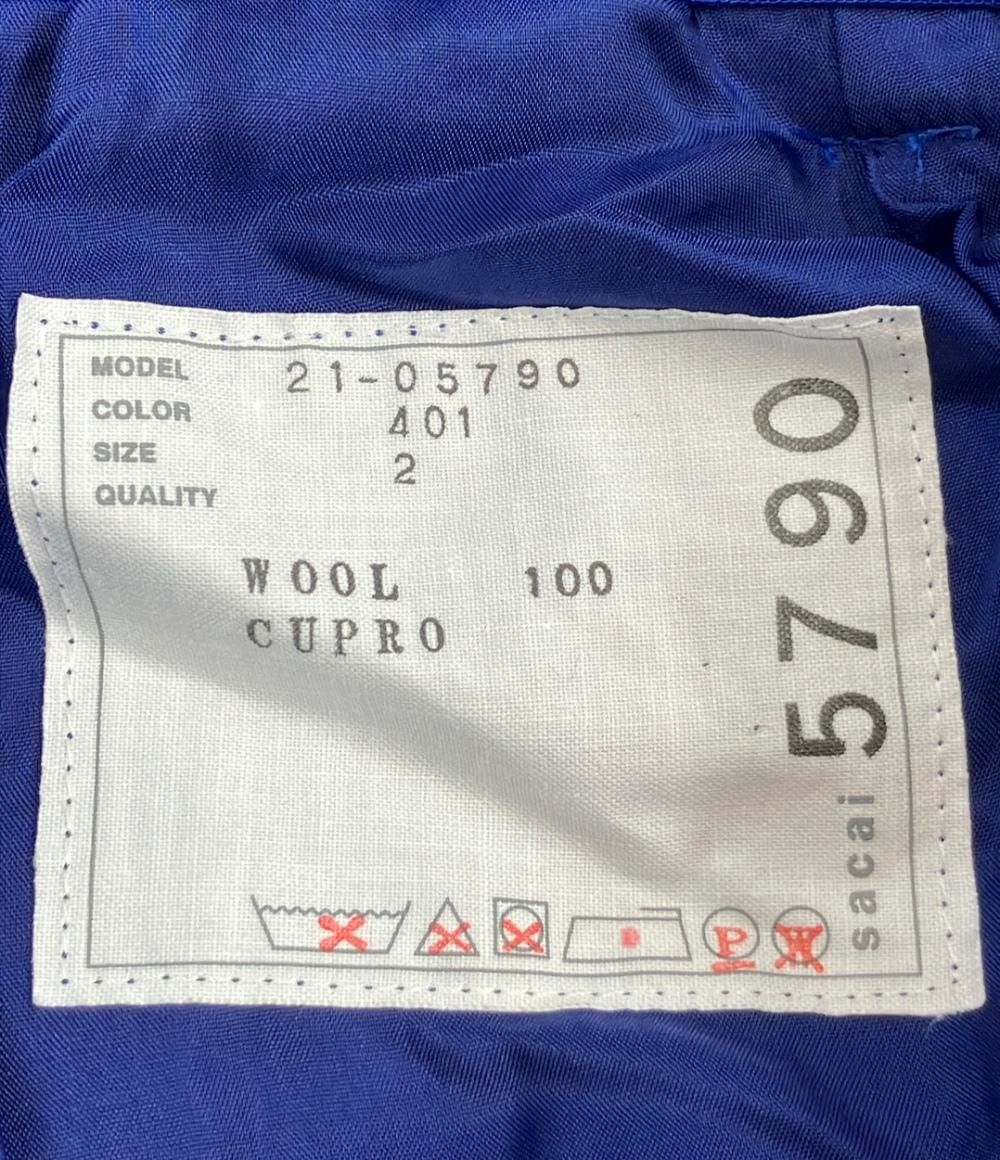 MODEL 21-05790
COLOR 401
SIZE 2
QUALITY
WOOL 100
CUPRO
P
W
sacai 5790